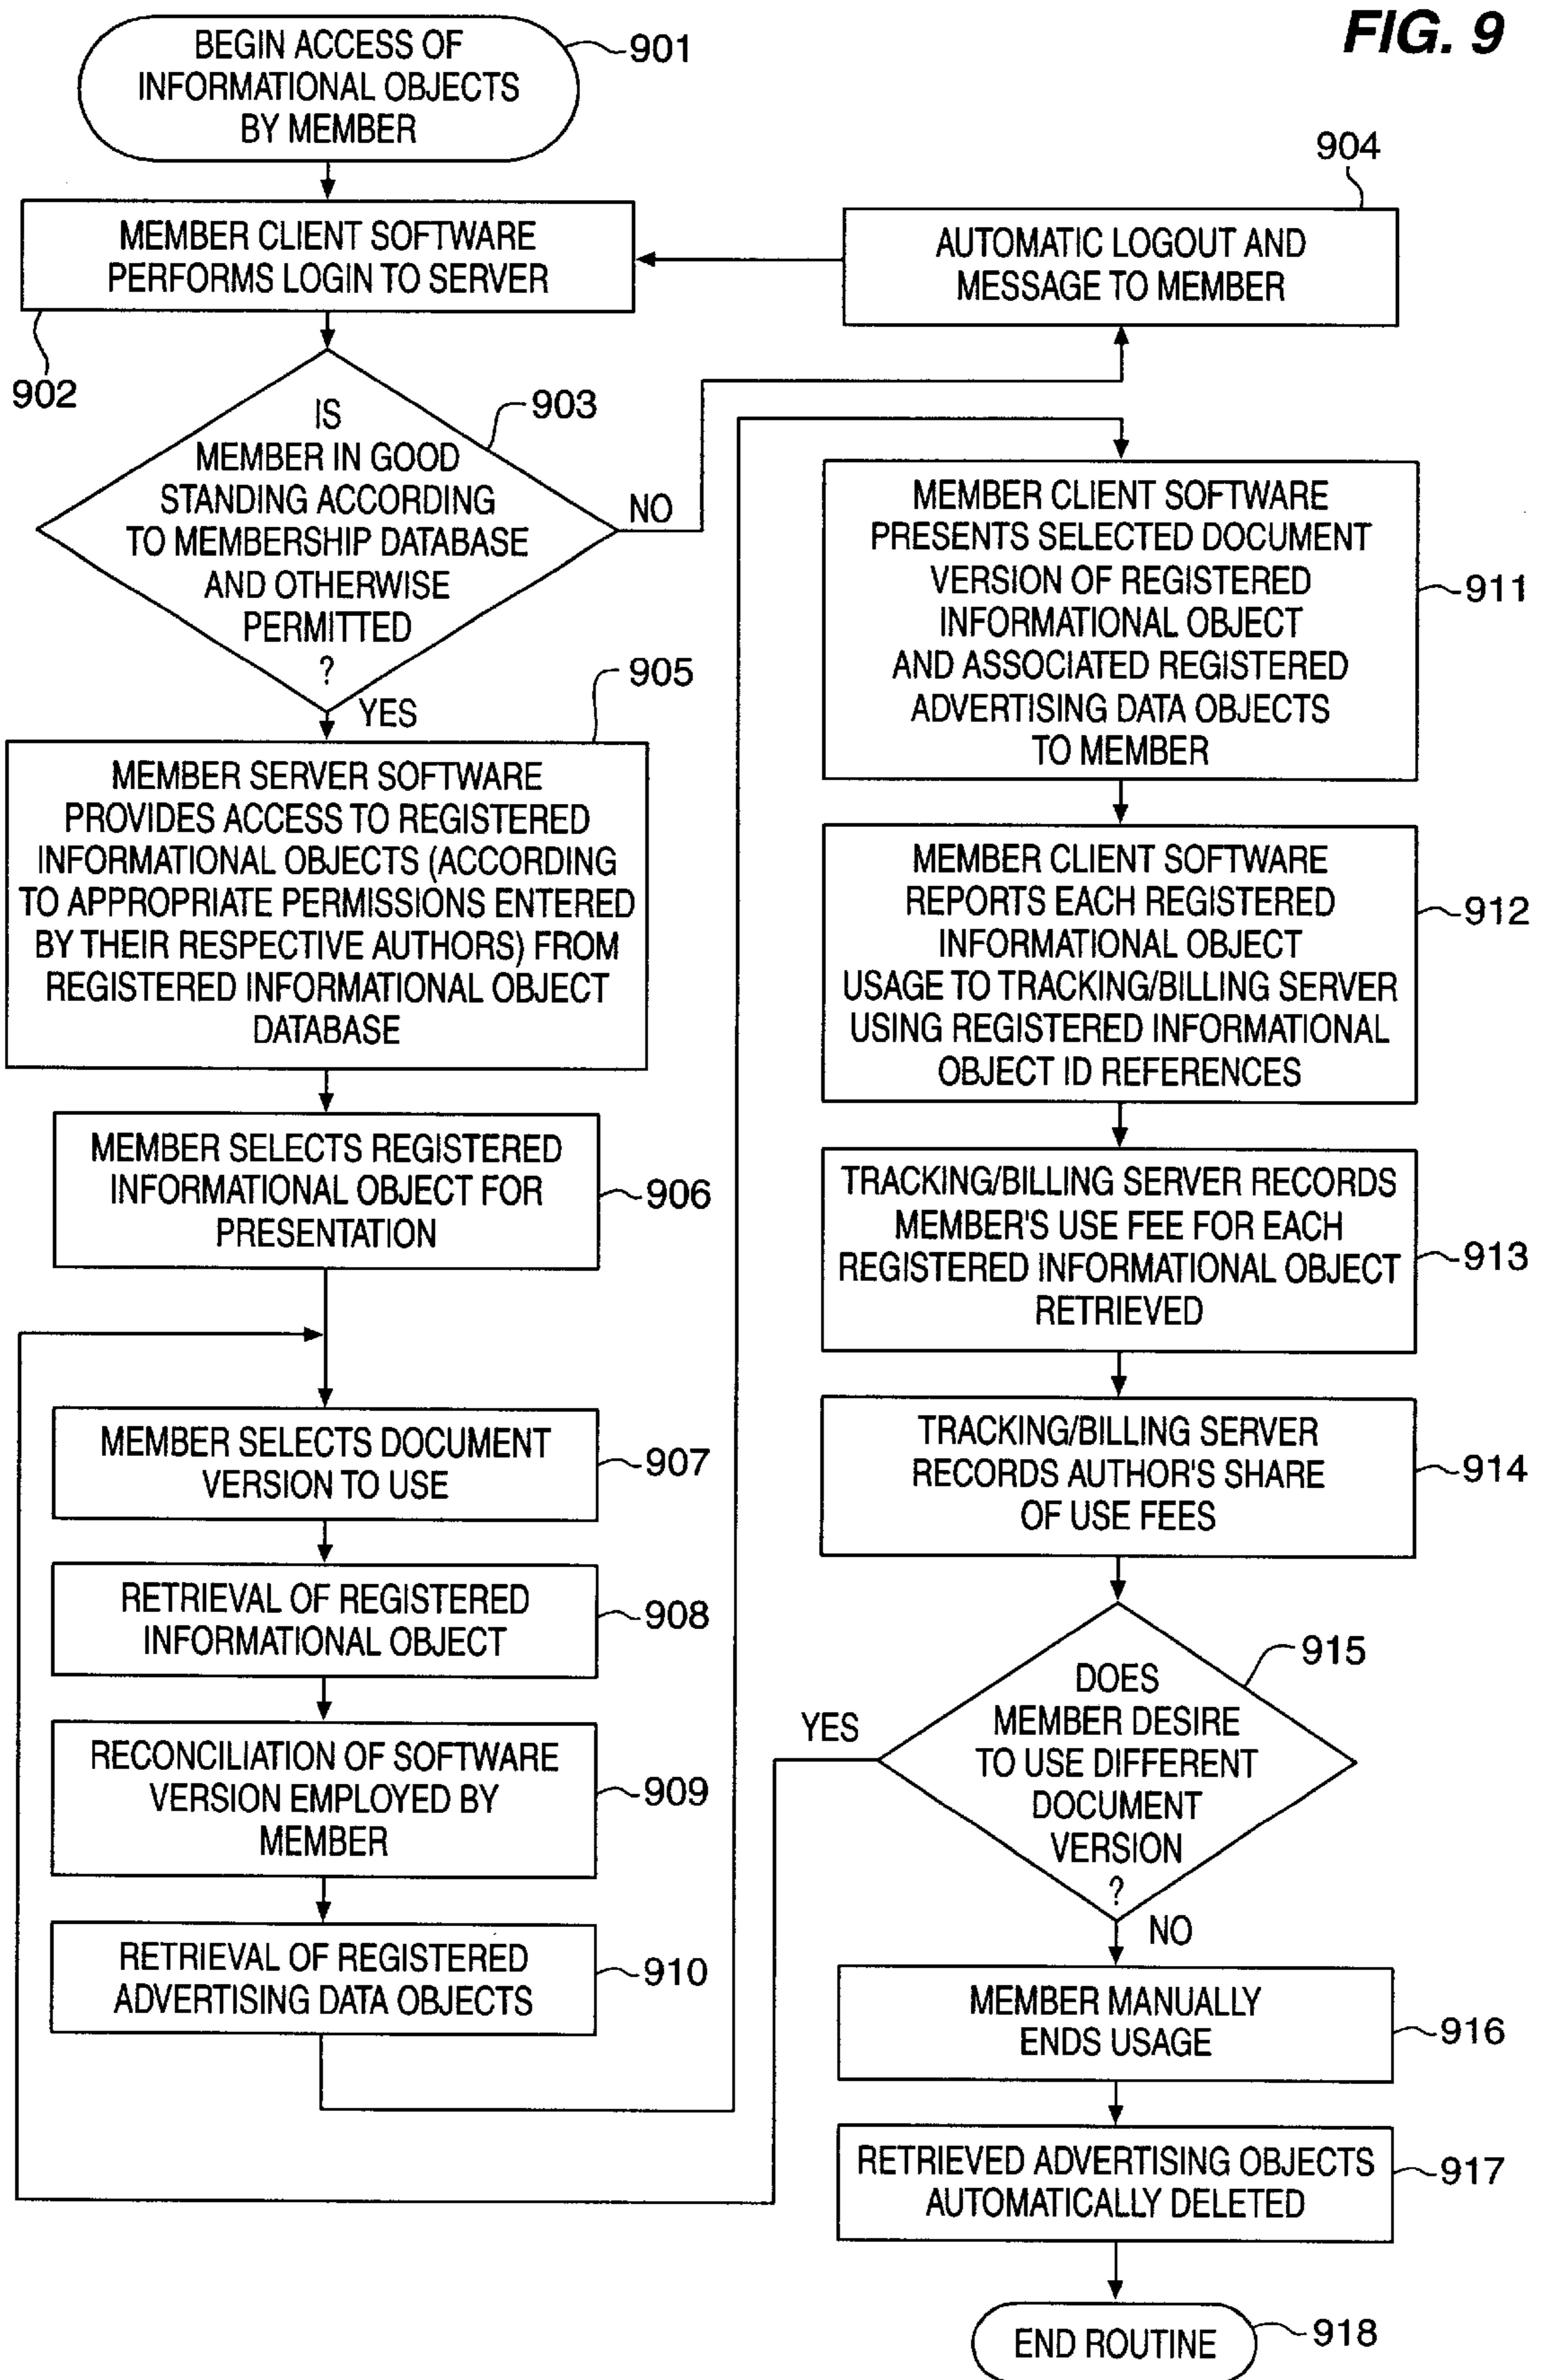 FIG. 9
BEGIN ACCESS OF
INFORMATIONAL OBJECTS
BY MEMBER
901
MEMBER CLIENT SOFTWARE
PERFORMS LOGIN TO SERVER
902
904
AUTOMATIC LOGOUT AND
MESSAGE TO MEMBER
903
IS
MEMBER IN GOOD
STANDING ACCORDING
TO MEMBERSHIP DATABASE
AND OTHERWISE
PERMITTED
?
NO
YES
905
MEMBER SERVER SOFTWARE
PROVIDES ACCESS TO REGISTERED
INFORMATIONAL OBJECTS (ACCORDING
TO APPROPRIATE PERMISSIONS ENTERED
BY THEIR RESPECTIVE AUTHORS) FROM
REGISTERED INFORMATIONAL OBJECT
DATABASE
MEMBER SELECTS REGISTERED
INFORMATIONAL OBJECT FOR
PRESENTATION
906
MEMBER SELECTS DOCUMENT
VERSION TO USE
907
RETRIEVAL OF REGISTERED
INFORMATIONAL OBJECT
908
RECONCILIATION OF SOFTWARE
VERSION EMPLOYED BY
MEMBER
909
RETRIEVAL OF REGISTERED
ADVERTISING DATA OBJECTS
910
MEMBER CLIENT SOFTWARE
PRESENTS SELECTED DOCUMENT
VERSION OF REGISTERED
INFORMATIONAL OBJECT
AND ASSOCIATED REGISTERED
ADVERTISING DATA OBJECTS
TO MEMBER
911
MEMBER CLIENT SOFTWARE
REPORTS EACH REGISTERED
INFORMATIONAL OBJECT
USAGE TO TRACKING/BILLING SERVER
USING REGISTERED INFORMATIONAL
OBJECT ID REFERENCES
912
TRACKING/BILLING SERVER RECORDS
MEMBER'S USE FEE FOR EACH
REGISTERED INFORMATIONAL OBJECT
RETRIEVED
913
TRACKING/BILLING SERVER
RECORDS AUTHOR'S SHARE
OF USE FEES
914
915
DOES
MEMBER DESIRE
TO USE DIFFERENT
DOCUMENT
VERSION
?
YES
NO
MEMBER MANUALLY
ENDS USAGE
916
RETRIEVED ADVERTISING OBJECTS
AUTOMATICALLY DELETED
917
END ROUTINE
918